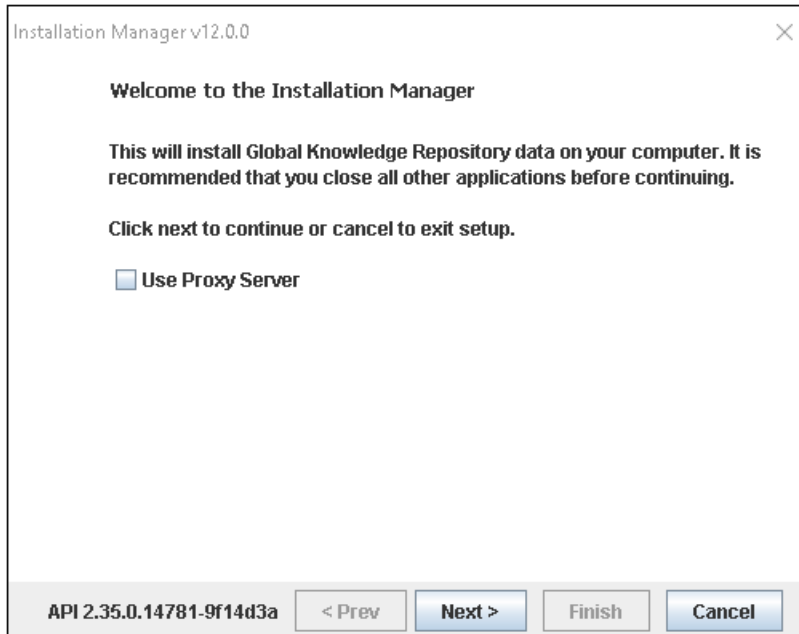 Installation Manager v12.0.0
Welcome to the Installation Manager
This will install Global Knowledge Repository data on your computer. It is
recommended that you close all other applications before continuing.
Click next to continue or cancel to exit setup.
Use Proxy Server
API 2.35.0.14781-9f14d3a < Prev Next > Finish Cancel